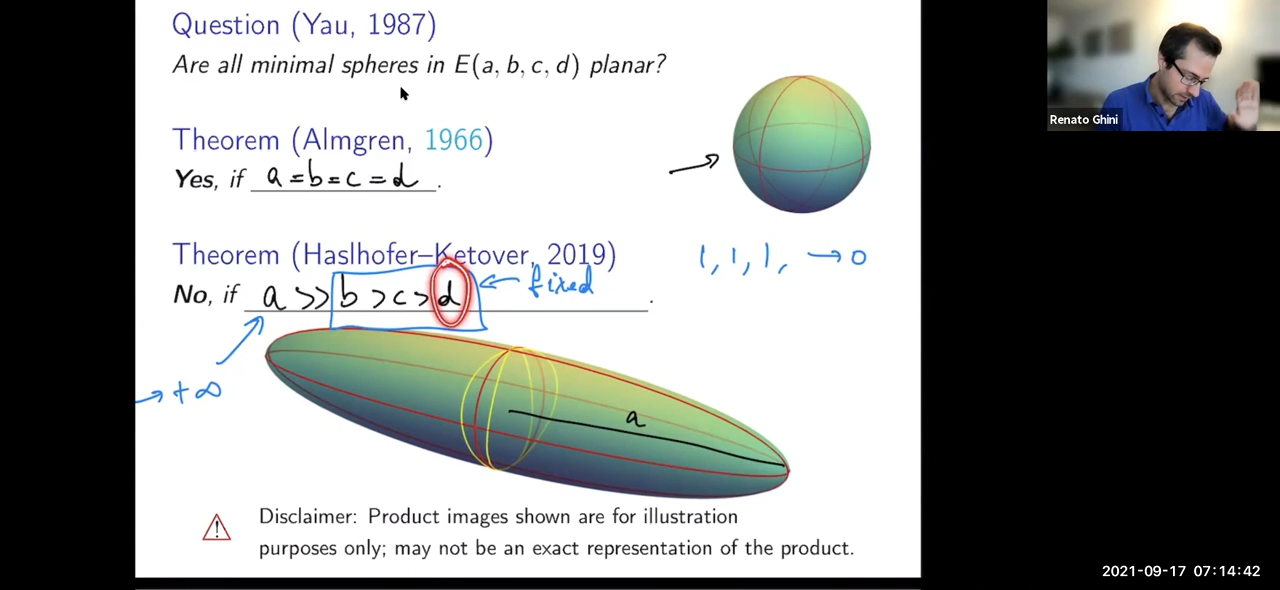 Question (Yau, 1987)
Are all minimal spheres in E(a, b, c, d) planar?
Renato Ghini
Theorem (Almgren, 1966)
Yes, if a = b = c = d.
Theorem (Haslhofer–Ketover, 2019)
1, 1, 1, → 0
← fixed
No, if a >> b > c > d.
→ +∞
a
Disclaimer: Product images shown are for illustration
purposes only; may not be an exact representation of the product.
2021-09-17 07:14:42